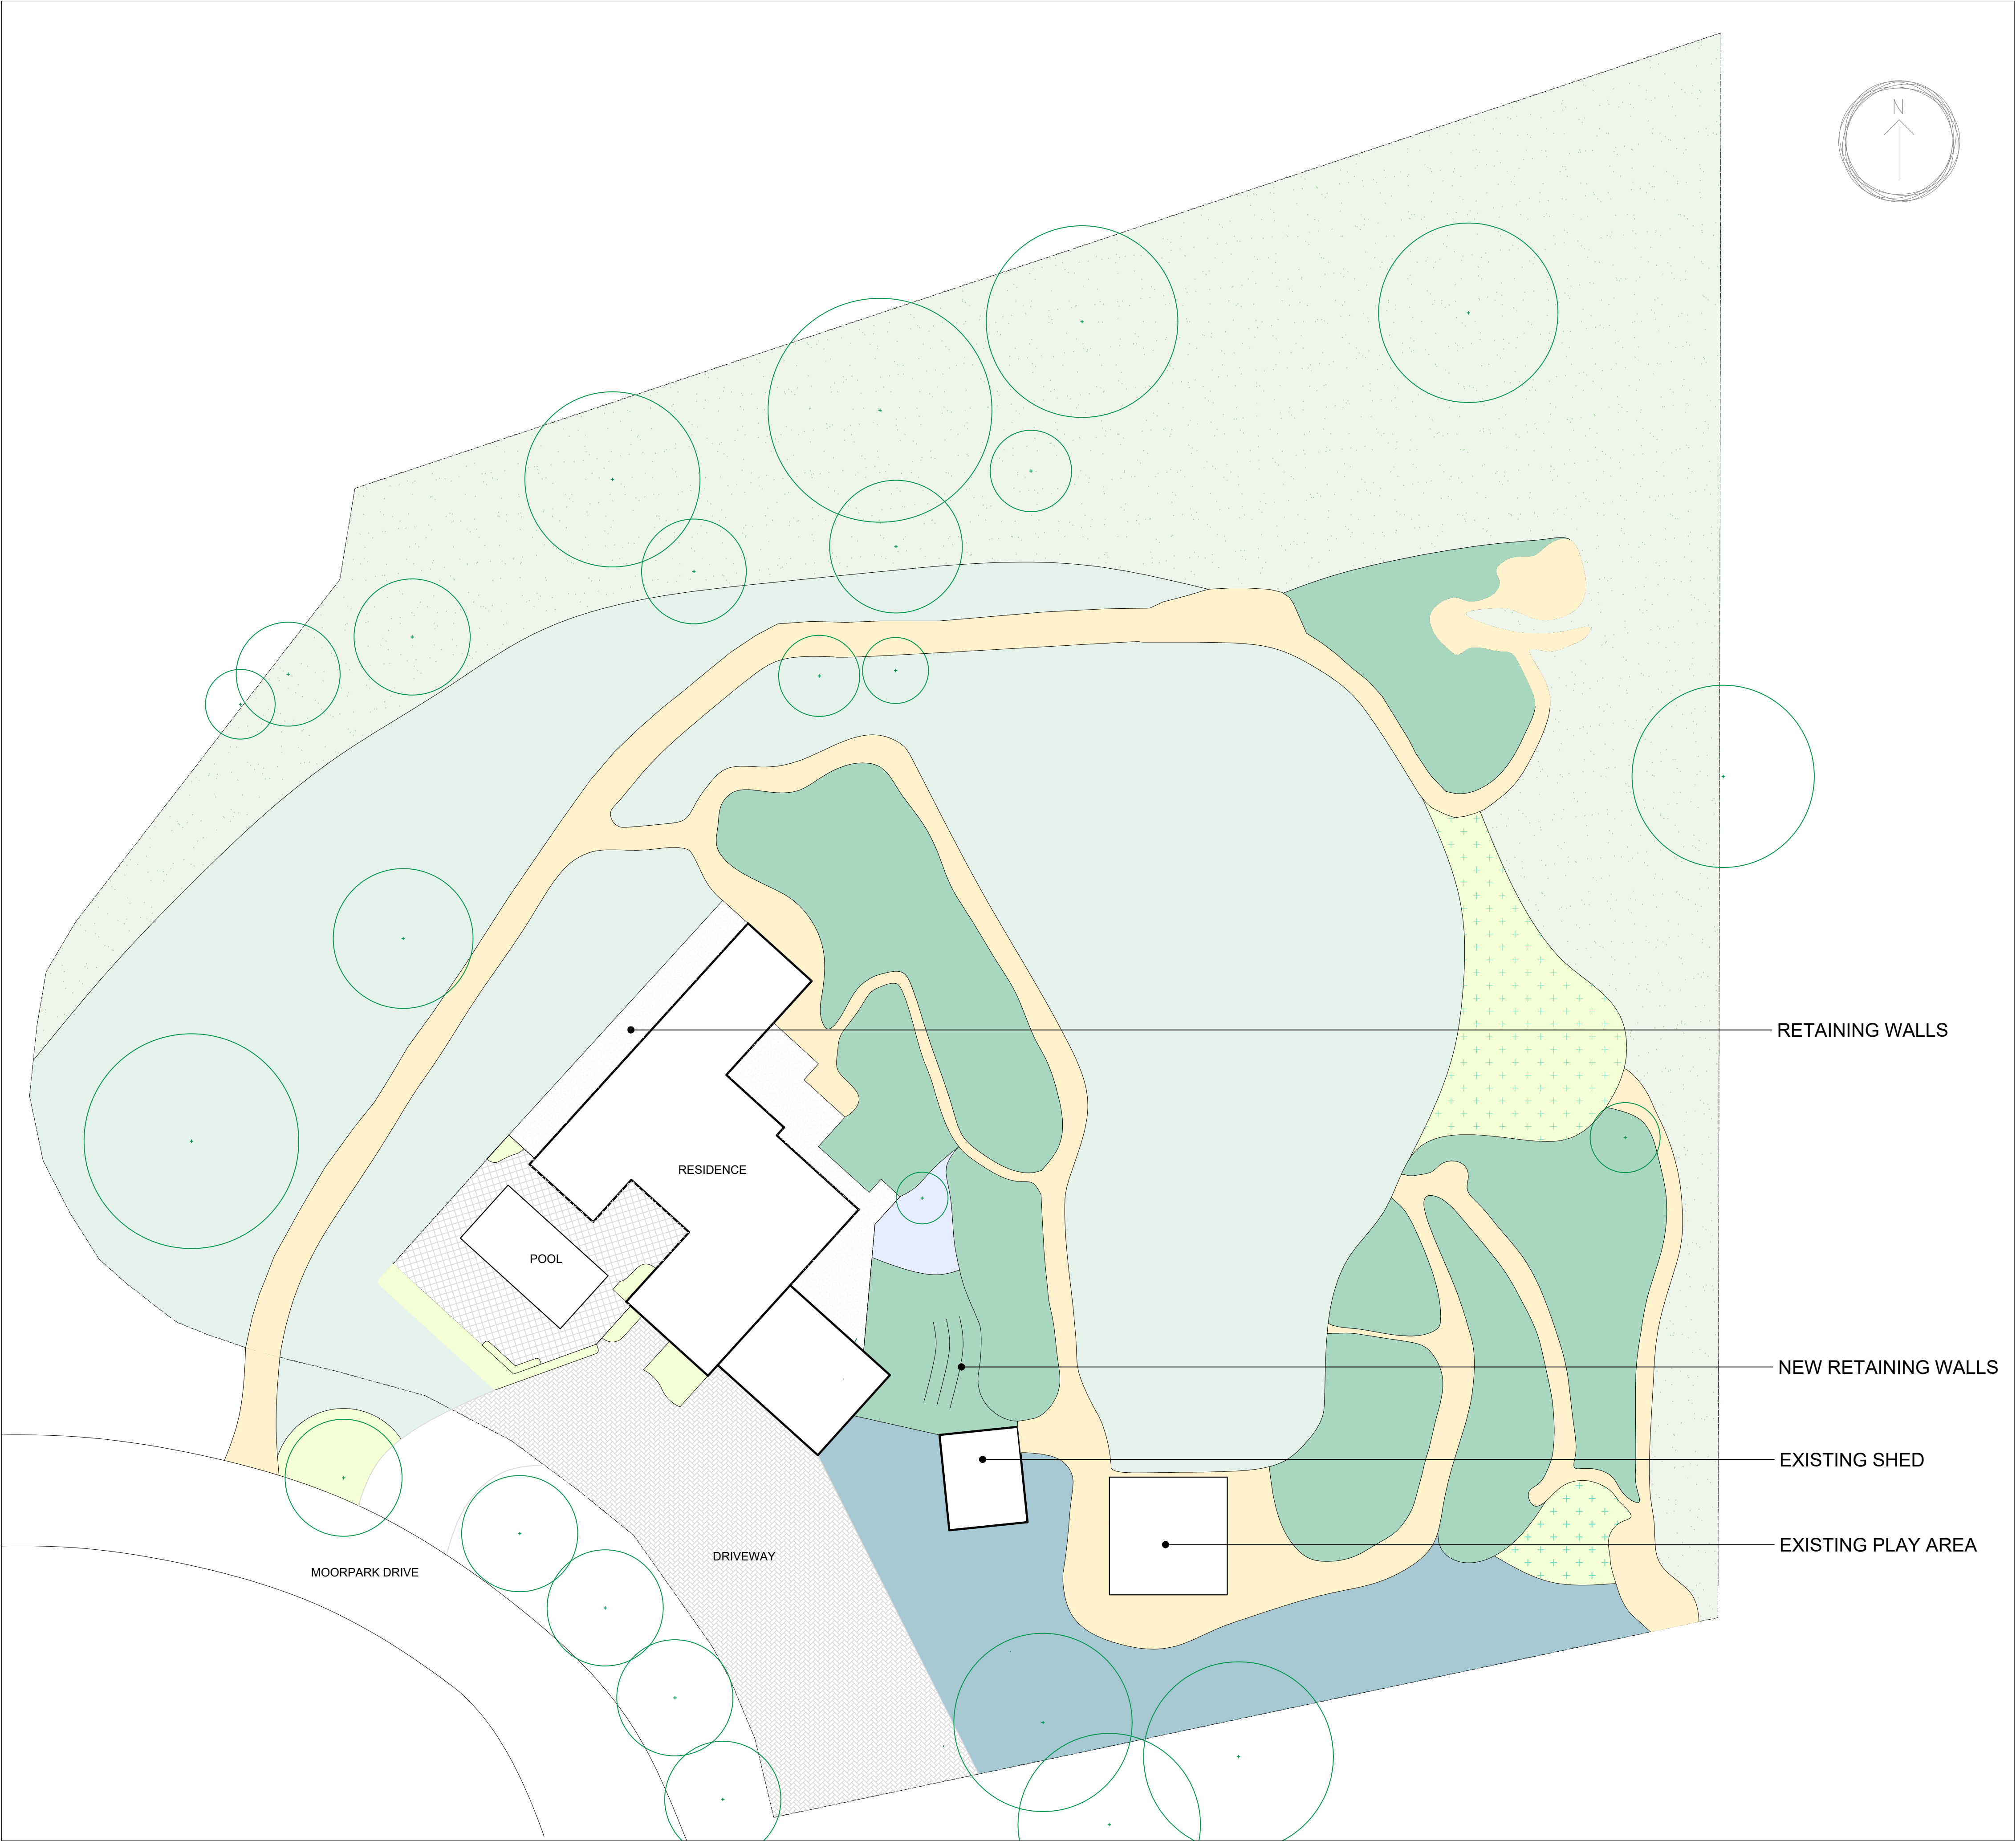 N
RETAINING WALLS
RESIDENCE
POOL
NEW RETAINING WALLS
EXISTING SHED
EXISTING PLAY AREA
DRIVEWAY
MOORPARK DRIVE